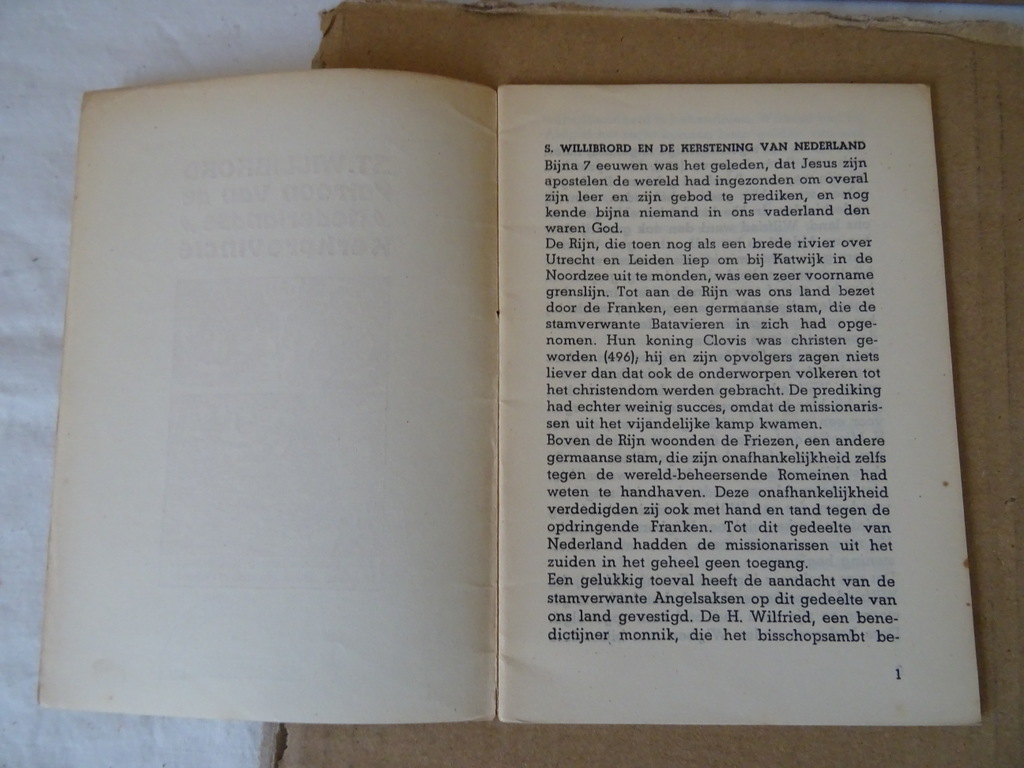 S. WILLIBRORD EN DE KERSTENING VAN NEDERLAND
Bijna 7 eeuwen was het geleden, dat Jesus zijn
apostelen de wereld had ingezonden om overal
zijn leer en zijn gebod te prediken, en nog
kende bijna niemand in ons vaderland den
waren God.
De Rijn, die toen nog als een brede rivier over
Utrecht en Leiden liep om bij Katwijk in de
Noordzee uit te monden, was een zeer voorname
grenslijn. Tot aan de Rijn was ons land bezet
door de Franken, een germaanse stam, die de
stamverwante Batavieren in zich had opge-
nomen. Hun koning Clovis was christen ge-
worden (496); hij en zijn opvolgers zagen niets
liever dan dat ook de onderworpen volkeren tot
het christendom werden gebracht. De prediking
had echter weinig succes, omdat de missionaris-
sen uit het vijandelijke kamp kwamen.
Boven de Rijn woonden de Friezen, een andere
germaanse stam, die zijn onafhankelijkheid zelfs
tegen de wereld-beheersende Romeinen had
weten te handhaven. Deze onafhankelijkheid
verdedigden zij ook met hand en tand tegen de
opdringende Franken. Tot dit gedeelte van
Nederland hadden de missionarissen uit het
zuiden in het geheel geen toegang.
Een gelukkig toeval heeft de aandacht van de
stamverwante Angelsaksen op dit gedeelte van
ons land gevestigd. De H. Wilfried, een bene-
dictijner monnik, die het bisschopsambt be-
1